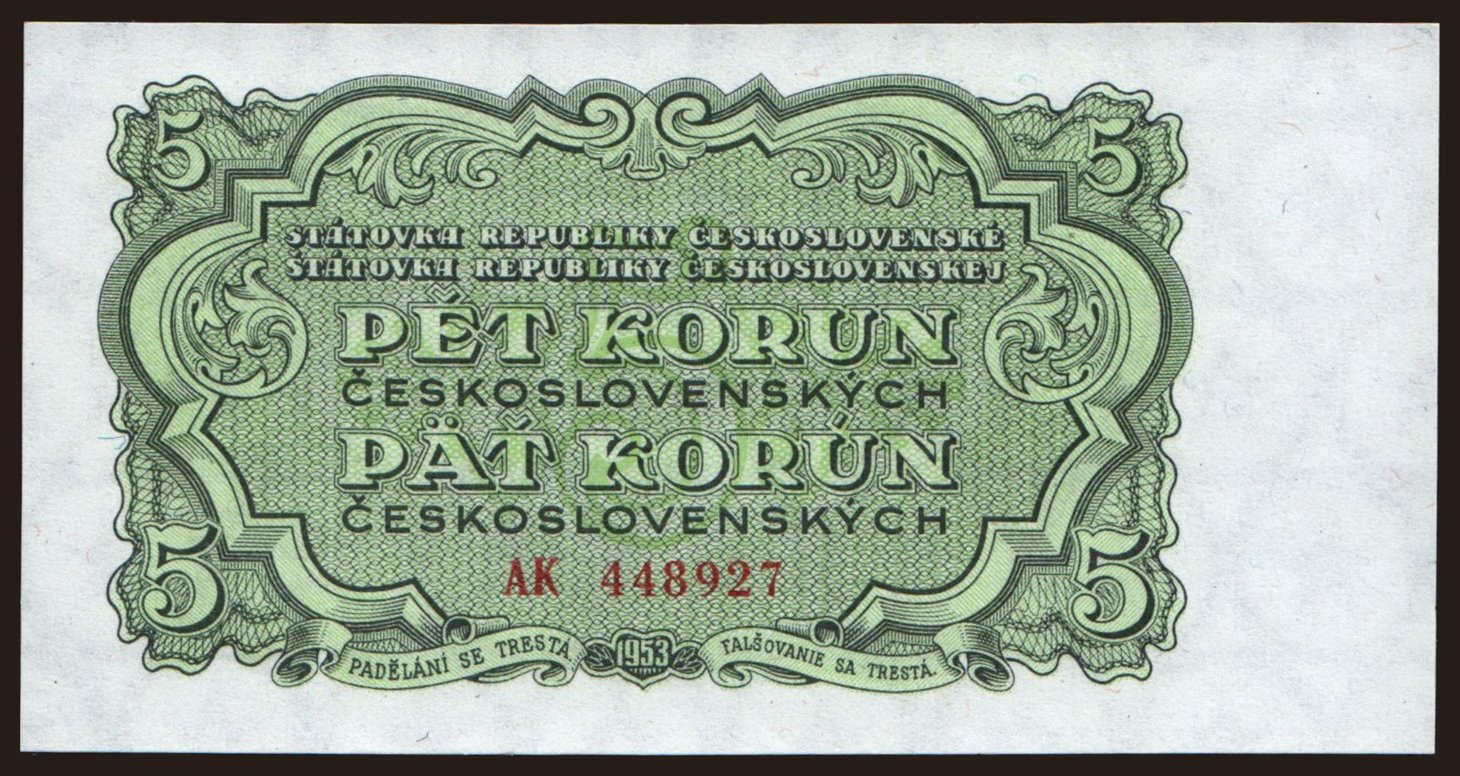 5 5
STÁTOVKA REPUBLIKY ČESKOSLOVENSKÉ
ŠTÁTOVKA REPUBLIKY ČESKOSLOVENSKEJ
PĚT KORUN
ČESKOSLOVENSKÝCH
PÄŤ KORÚN
ČESKOSLOVENSKÝCH
5 5
AK 448927
PADĚLÁNÍ SE TRESTÁ 1953 FALŠOVANIE SA TRESTÁ.